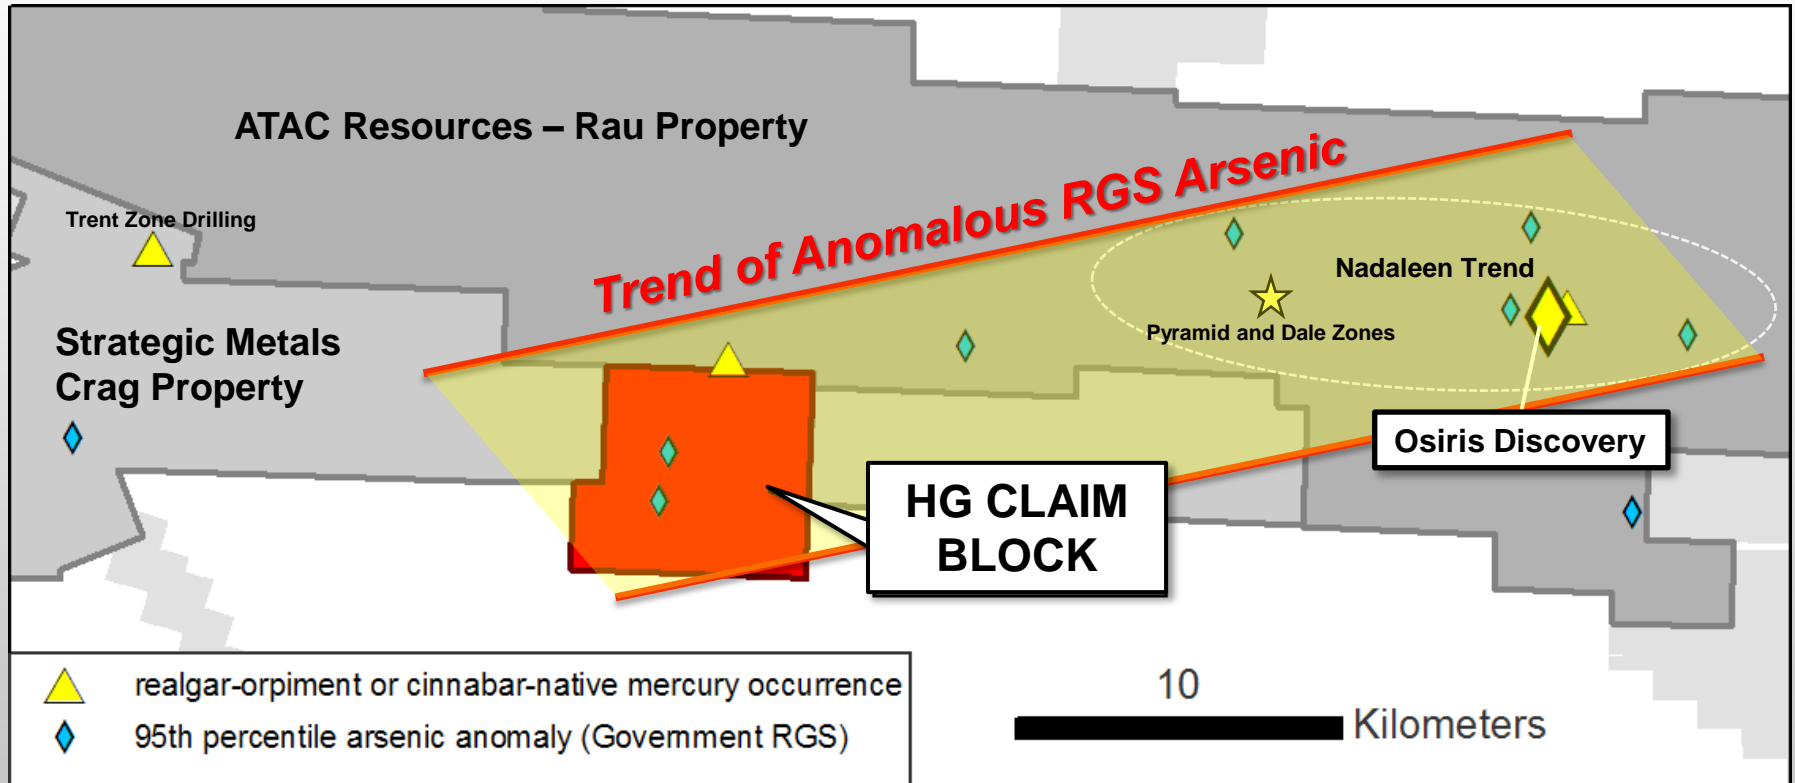 ATAC Resources – Rau Property
Trend of Anomalous RGS Arsenic
Trent Zone Drilling
Nadaleen Trend
Pyramid and Dale Zones
Strategic Metals
Crag Property
Osiris Discovery
HG CLAIM
BLOCK
realgar-orpiment or cinnabar-native mercury occurrence
95th percentile arsenic anomaly (Government RGS)
10
Kilometers